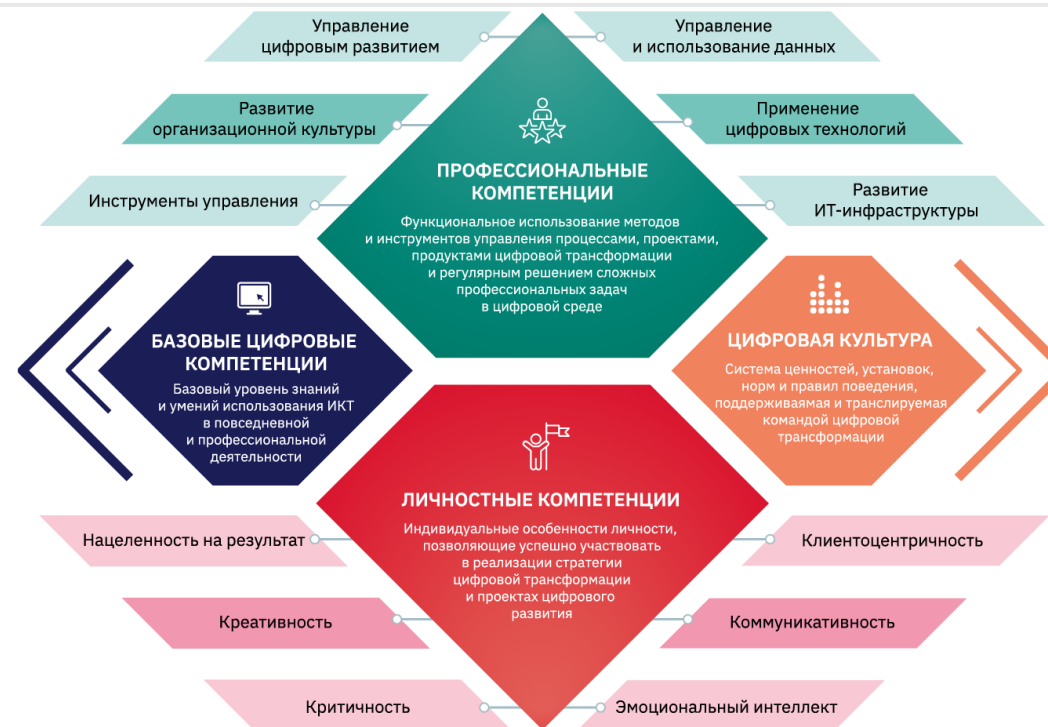 Управление
цифровым развитием
Управление
и использование данных
Развитие
организационной культуры
Применение
цифровых технологий
Инструменты управления
Развитие
ИТ-инфраструктуры
ПРОФЕССИОНАЛЬНЫЕ
КОМПЕТЕНЦИИ
Функциональное использование методов
и инструментов управления процессами, проектами,
продуктами цифровой трансформации
и регулярным решением сложных
профессиональных задач
в цифровой среде
БАЗОВЫЕ ЦИФРОВЫЕ
КОМПЕТЕНЦИИ
Базовый уровень знаний
и умений использования ИКТ
в повседневной
и профессиональной
деятельности
ЦИФРОВАЯ КУЛЬТУРА
Система ценностей, установок,
норм и правил поведения,
поддерживаямая и транслируемая
командой цифровой
трансформации
ЛИЧНОСТНЫЕ КОМПЕТЕНЦИИ
Индивидуальные особенности личности,
позволяющие успешно участвовать
в реализации стратегии
цифровой трансформации
и проектах цифрового
развития
Нацеленность на результат
Клиентоцентричность
Креативность
Коммуникативность
Критичность
Эмоциональный интеллект